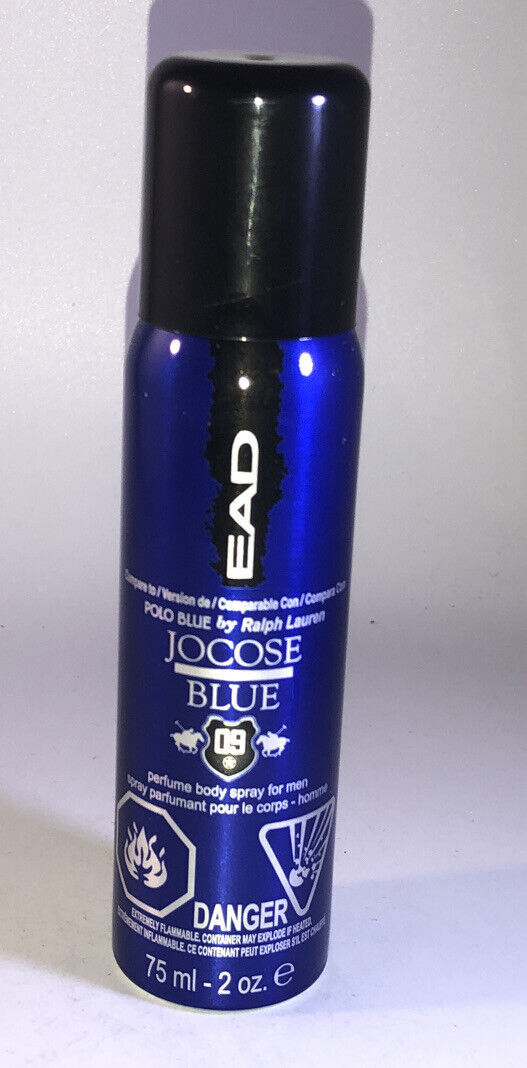 EAD
Compare to / Version de / Comparable Con / Compara Con
POLO BLUE by Ralph Lauren
JOCOSE
BLUE
09
perfume body spray for men
spray parfumant pour le corps - homme
DANGER
EXTREMELY FLAMMABLE. CONTAINER MAY EXPLODE IF HEATED.
EXTRÊMEMENT INFLAMMABLE. CE CONTENANT PEUT EXPLOSER S'IL EST CHAUFFÉ.
75 ml - 2 oz. ℮